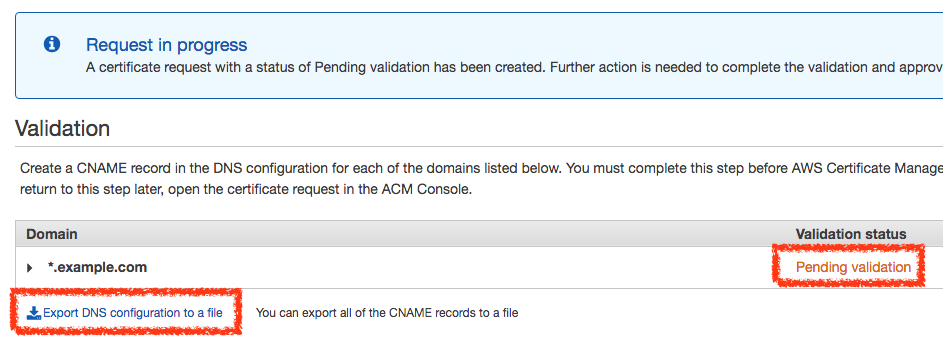 Request in progress
A certificate request with a status of Pending validation has been created. Further action is needed to complete the validation and approv
Validation
Create a CNAME record in the DNS configuration for each of the domains listed below. You must complete this step before AWS Certificate Manage
return to this step later, open the certificate request in the ACM Console.
Domain Validation status
*.example.com Pending validation
Export DNS configuration to a file You can export all of the CNAME records to a file